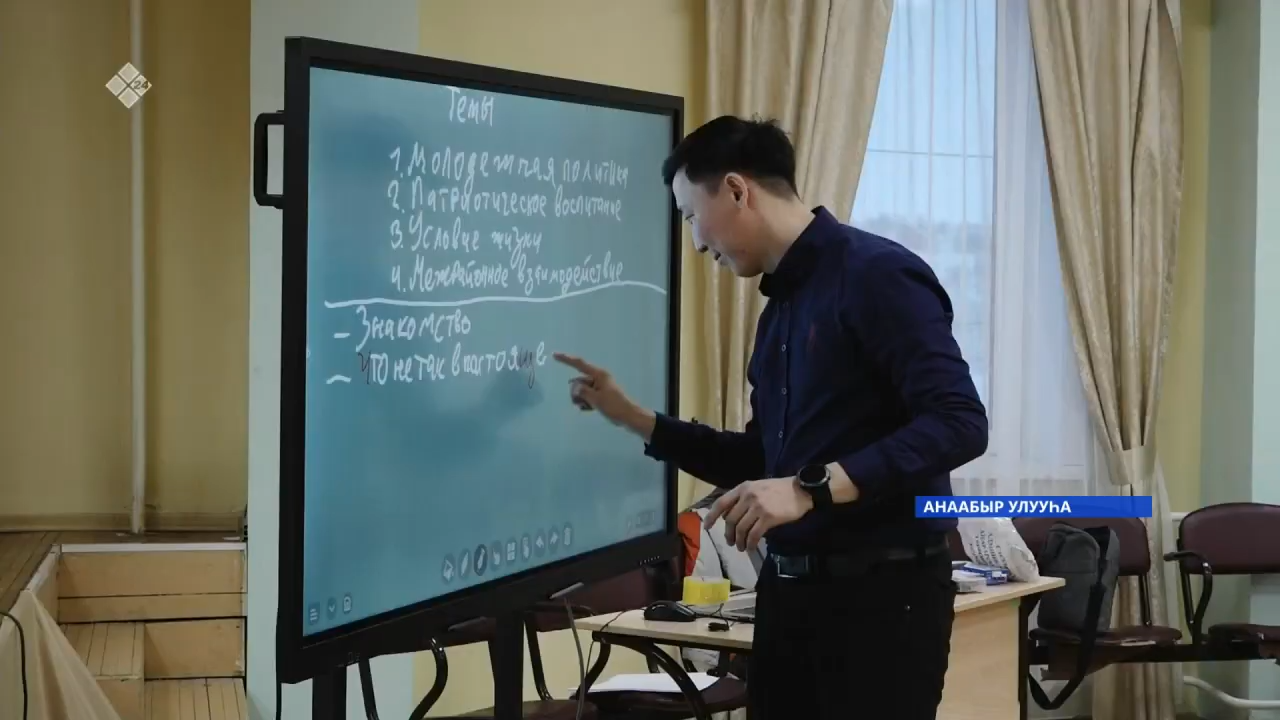 24
Темы
1. Молодежная политика
2. Патриотическое воспитание
3. Условие жизни
4. Межрайонное взаимодействие
- Знакомство
- Что не так в настояще
АНААБЫР УЛУУҺА